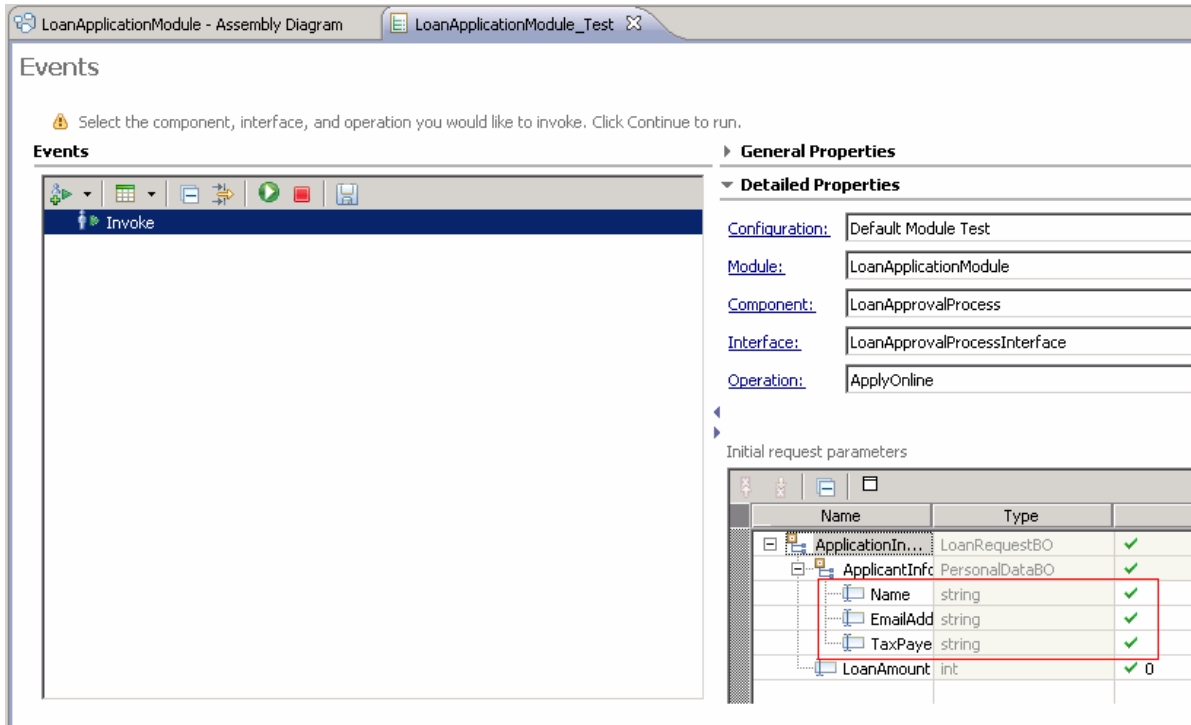 LoanApplicationModule - Assembly Diagram
LoanApplicationModule_Test
Events
Select the component, interface, and operation you would like to invoke. Click Continue to run.
Events
Invoke
General Properties
Detailed Properties
Configuration: Default Module Test
Module: LoanApplicationModule
Component: LoanApprovalProcess
Interface: LoanApprovalProcessInterface
Operation: ApplyOnline
Initial request parameters
Name Type
ApplicationIn... LoanRequestBO
ApplicantInfo PersonalDataBO
Name string
EmailAdd string
TaxPaye string
LoanAmount int 0